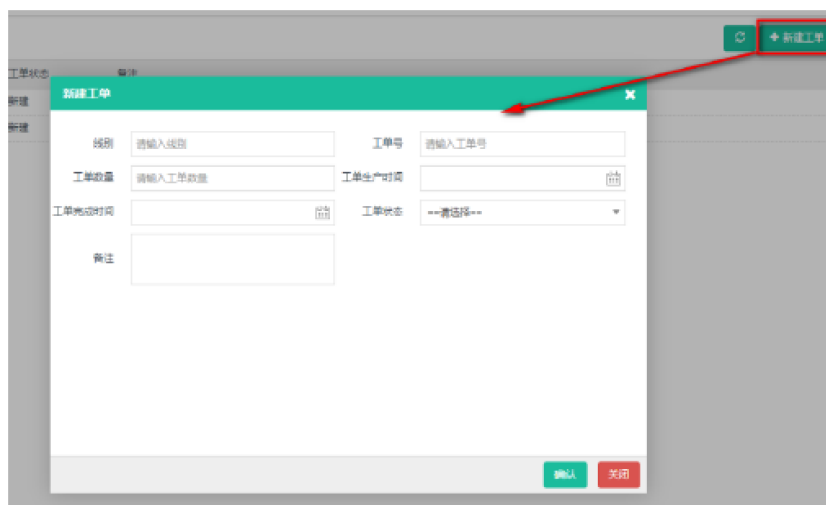 + 新建工单
工单状态 备注
新建
新建
新建工单
线别 请输入线别 工单号 请输入工单号
工单数量 请输入工单数量 工单生产时间
工单完成时间 工单状态 ==请选择==
备注
确认 关闭